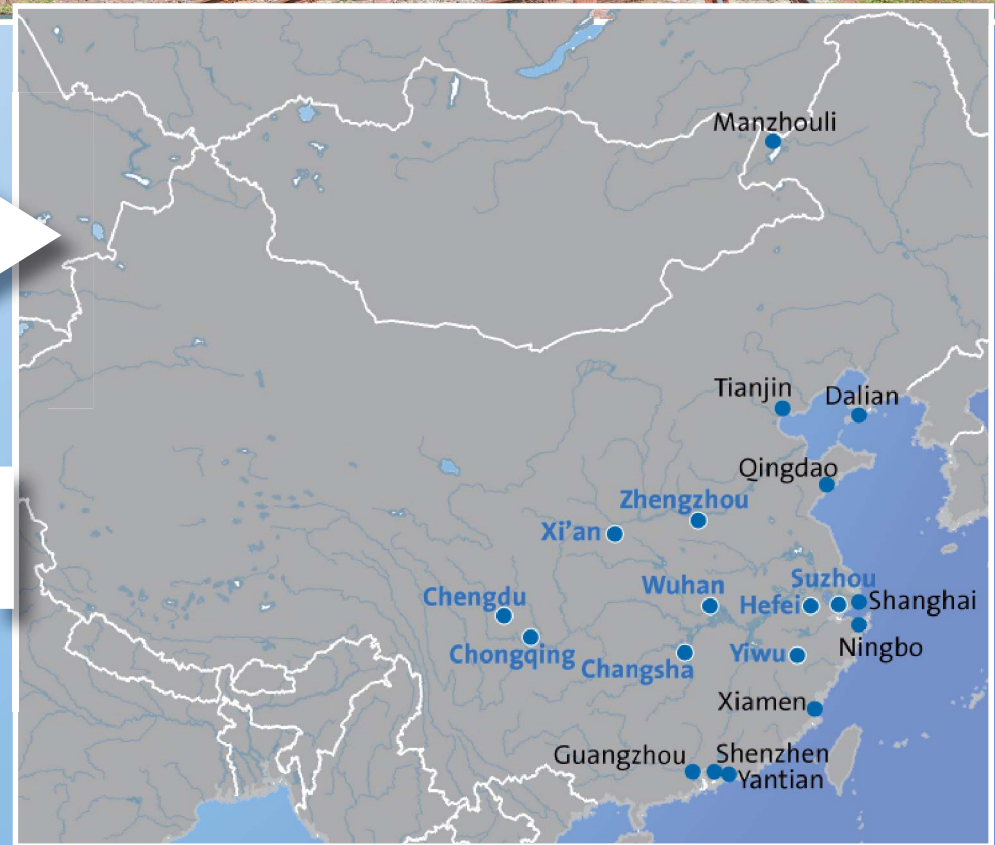 Manzhouli
Tianjin
Dalian
Qingdao
Zhengzhou
Xi'an
Wuhan
Suzhou
Chengdu
Hefei
Shanghai
Chongqing
Changsha
Yiwu
Ningbo
Xiamen
Guangzhou
Shenzhen
Yantian